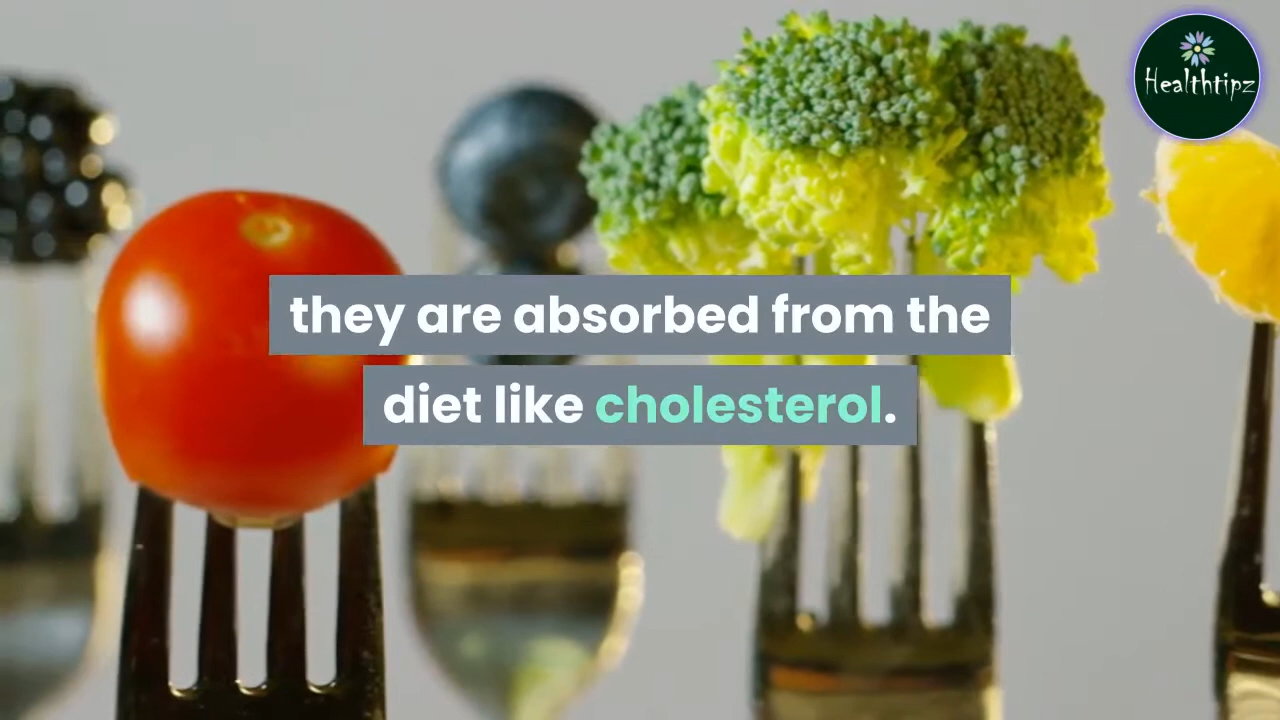 Healthtipz
they are absorbed from the
diet like cholesterol.